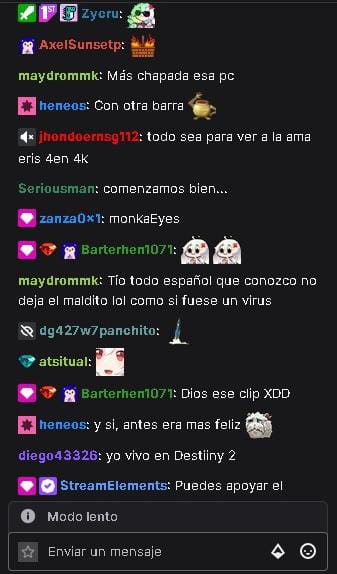 1ST Zycru:
AxelSunsetp:
maydrommk: Más chapada esa pc
heneos: Con otra barra
jhondoernsg112: todo sea para ver a la ama
eris 4en 4k
Seriousman: comenzamos bien...
zanza0x1: monkaEyes
Barterhen1071:
maydrommk: Tío todo español que conozco no
deja el maldito lol como si fuese un virus
dg427w7panchito:
atsitual:
Barterhen1071: Dios ese clip XDD
heneos: y si, antes era mas feliz
diego43326: yo vivo en Destiiny 2
StreamElements: Puedes apoyar el
Modo lento
Enviar un mensaje